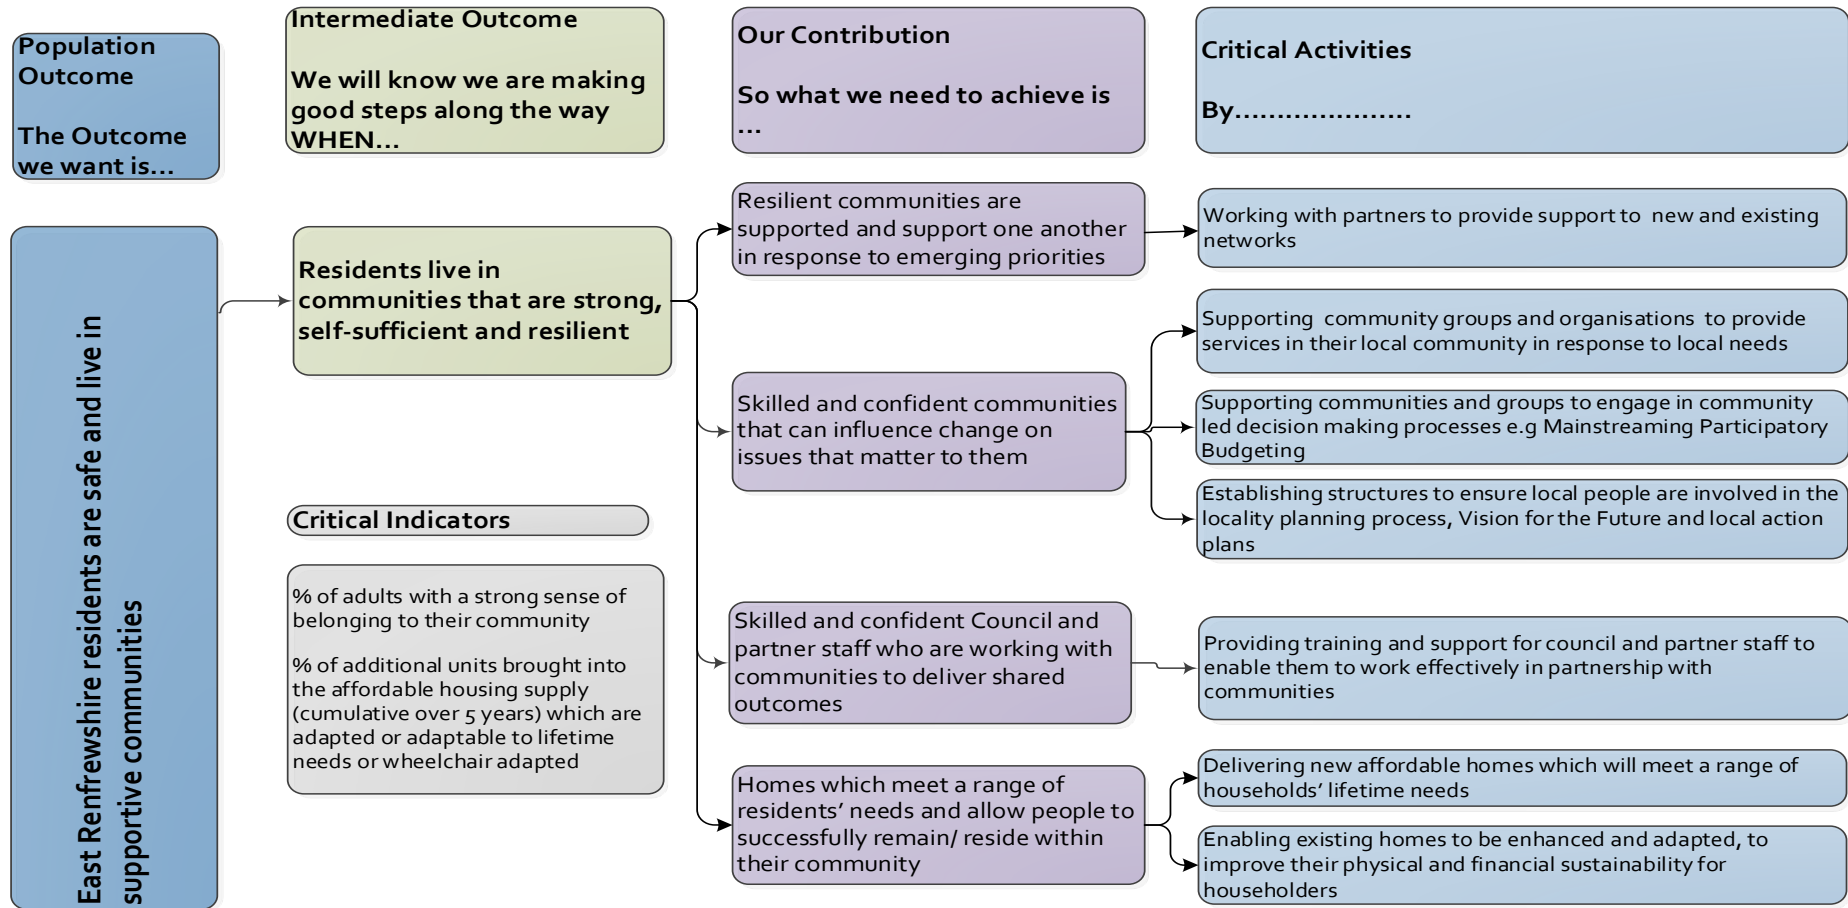 Population
Outcome
The Outcome
we want is...
Intermediate Outcome
We will know we are making
good steps along the way
WHEN...
Our Contribution
So what we need to achieve is
...
Critical Activities
By.....................
East Renfrewshire residents are safe and live in
supportive communities
Residents live in
communities that are strong,
self-sufficient and resilient
Critical Indicators
% of adults with a strong sense of
belonging to their community
% of additional units brought into
the affordable housing supply
(cumulative over 5 years) which are
adapted or adaptable to lifetime
needs or wheelchair adapted
Resilient communities are
supported and support one another
in response to emerging priorities
Skilled and confident communities
that can influence change on
issues that matter to them
Skilled and confident Council and
partner staff who are working with
communities to deliver shared
outcomes
Homes which meet a range of
residents’ needs and allow people to
successfully remain/ reside within
their community
Working with partners to provide support to new and existing
networks
Supporting community groups and organisations to provide
services in their local community in response to local needs
Supporting communities and groups to engage in community
led decision making processes e.g Mainstreaming Participatory
Budgeting
Establishing structures to ensure local people are involved in the
locality planning process, Vision for the Future and local action
plans
Providing training and support for council and partner staff to
enable them to work effectively in partnership with
communities
Delivering new affordable homes which will meet a range of
households’ lifetime needs
Enabling existing homes to be enhanced and adapted, to
improve their physical and financial sustainability for
householders